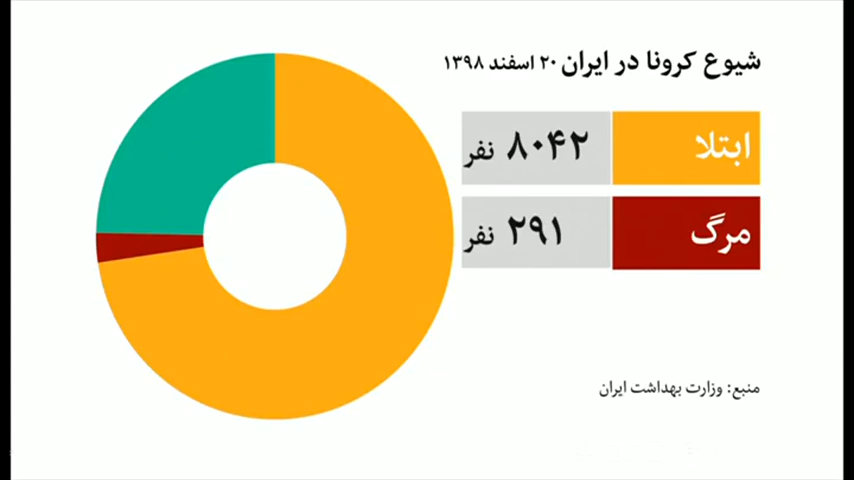 شیوع کرونا در ایران ۲۰ اسفند ۱۳۹۸
ابتلا ۸۰۴۲ نفر
مرگ ۲۹۱ نفر
منبع: وزارت بهداشت ایران